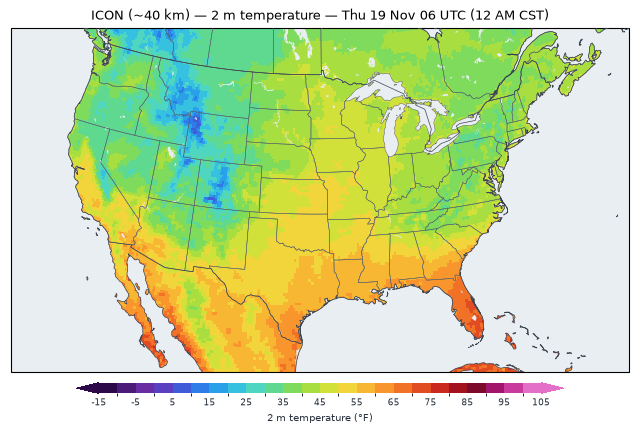 ICON (~40 km) — 2 m temperature — Thu 19 Nov 06 UTC (12 AM CST)
-15 -5 5 15 25 35 45 55 65 75 85 95 105
2 m temperature (°F)